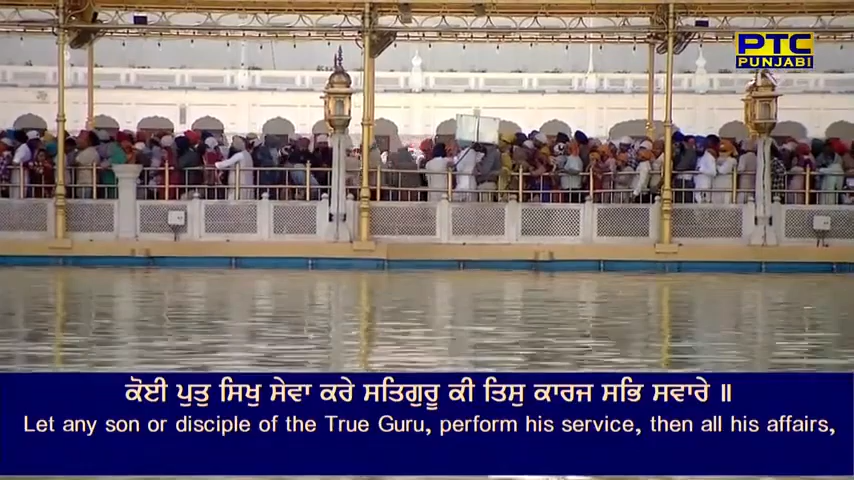 PTC
PUNJABI
ਕੋਈ ਪੁਤੁ ਸਿਖੁ ਸੇਵਾ ਕਰੇ ਸਤਿਗੁਰੂ ਕੀ ਤਿਸੁ ਕਾਰਜ ਸਭਿ ਸਵਾਰੇ ॥
Let any son or disciple of the True Guru, perform his service, then all his affairs,